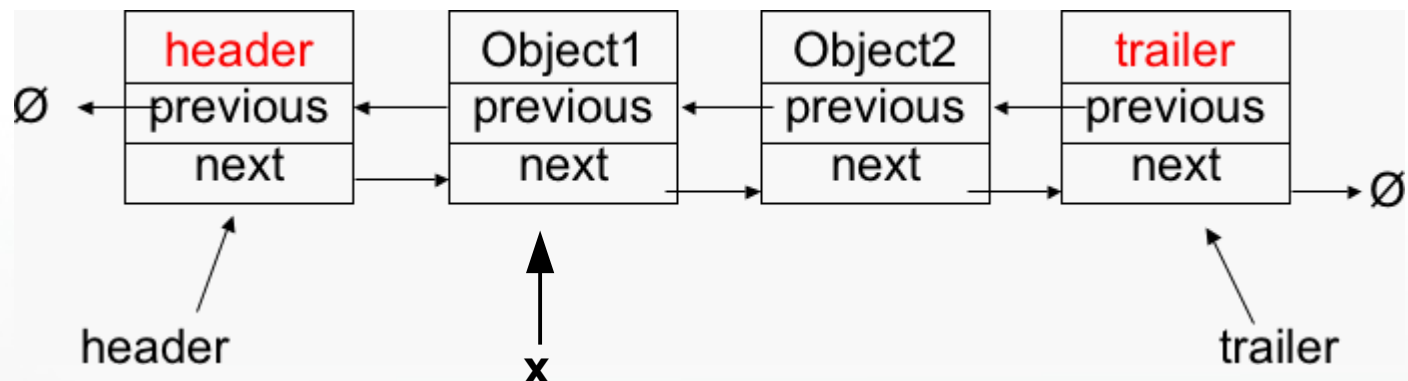 header Object1 Object2 trailer
Ø previous previous previous previous
next next next next Ø
header trailer
x